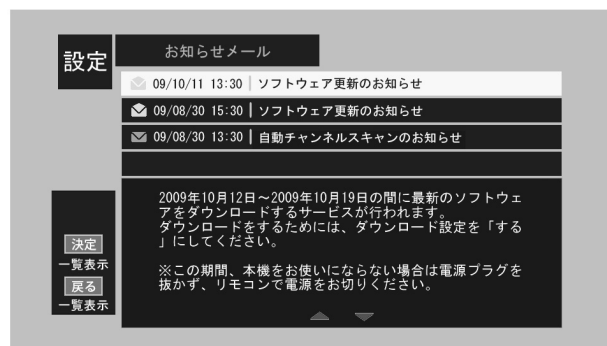 設定
お知らせメール
09/10/11 13:30 ソフトウェア更新のお知らせ
09/08/30 15:30 ソフトウェア更新のお知らせ
09/08/30 13:30 自動チャンネルスキャンのお知らせ
2009年10月12日～2009年10月19日の間に最新のソフトウェ
アをダウンロードするサービスが行われます。
ダウンロードをするためには、ダウンロード設定を「する
」にしてください。
※この期間、本機をお使いにならない場合は電源プラグを
抜かず、リモコンで電源をお切りください。
決定
一覧表示
戻る
一覧表示